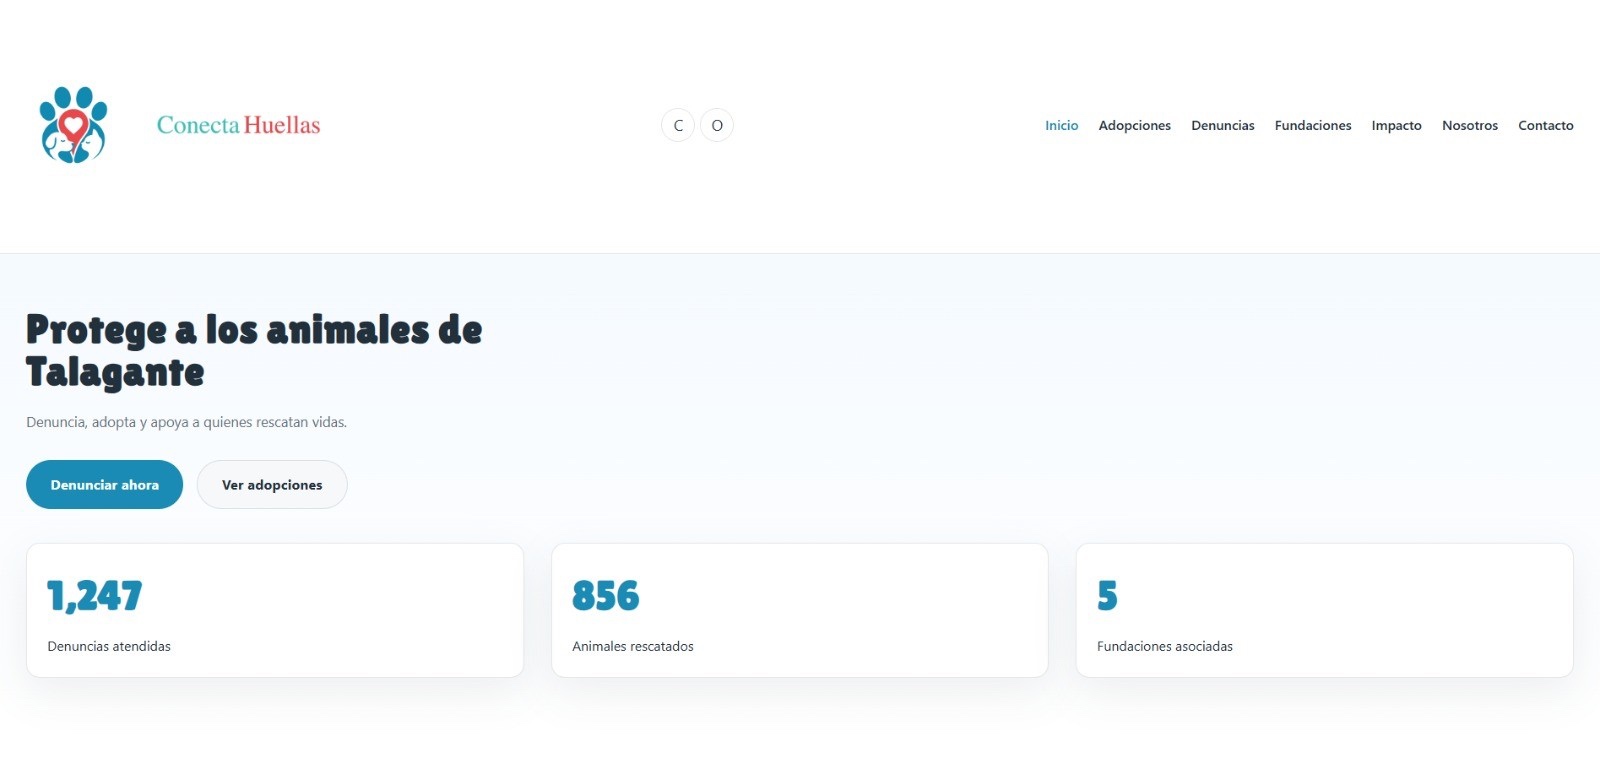 Conecta Huellas
C
O
Inicio
Adopciones
Denuncias
Fundaciones
Impacto
Nosotros
Contacto
Protege a los animales de
Talagante
Denuncia, adopta y apoya a quienes rescatan vidas.
Denunciar ahora
Ver adopciones
1,247
Denuncias atendidas
856
Animales rescatados
5
Fundaciones asociadas